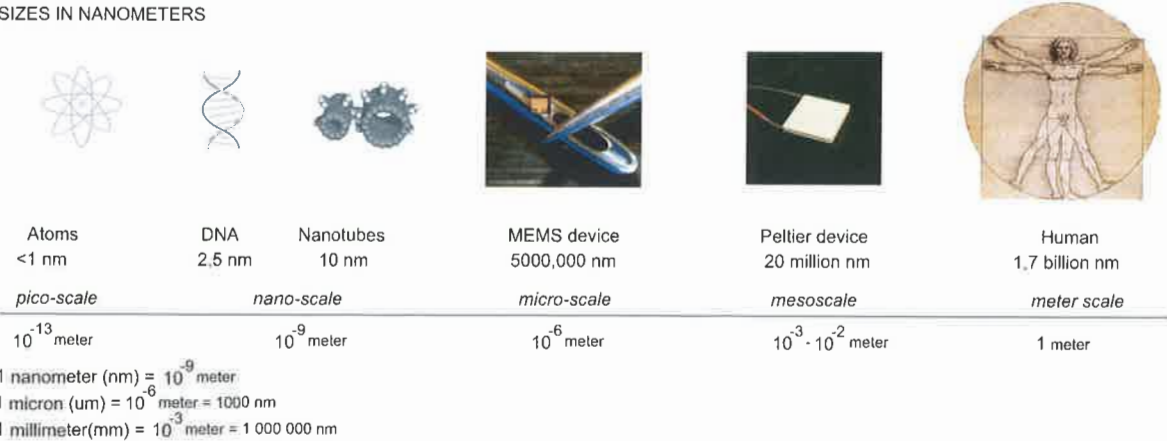 SIZES IN NANOMETERS
Atoms DNA Nanotubes MEMS device Peltier device Human
<1 nm 2,5 nm 10 nm 5000,000 nm 20 million nm 1,7 billion nm
pico-scale nano-scale micro-scale mesoscale meter scale
10⁻¹³ meter 10⁻⁹ meter 10⁻⁶ meter 10⁻³ - 10⁻² meter 1 meter
1 nanometer (nm) = 10⁻⁹ meter
1 micron (um) = 10⁻⁶ meter = 1000 nm
1 millimeter(mm) = 10⁻³ meter = 1 000 000 nm